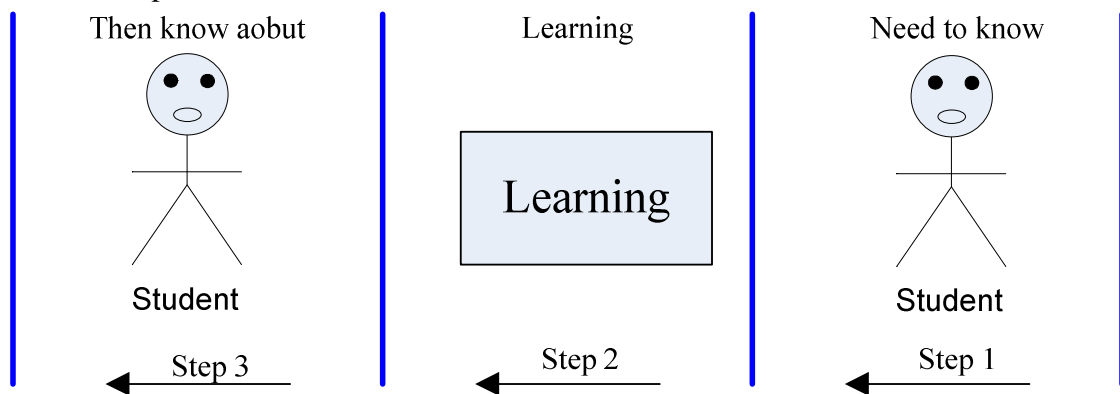 Then know aobut
Learning
Need to know
Learning
Student
Student
Step 3
Step 2
Step 1